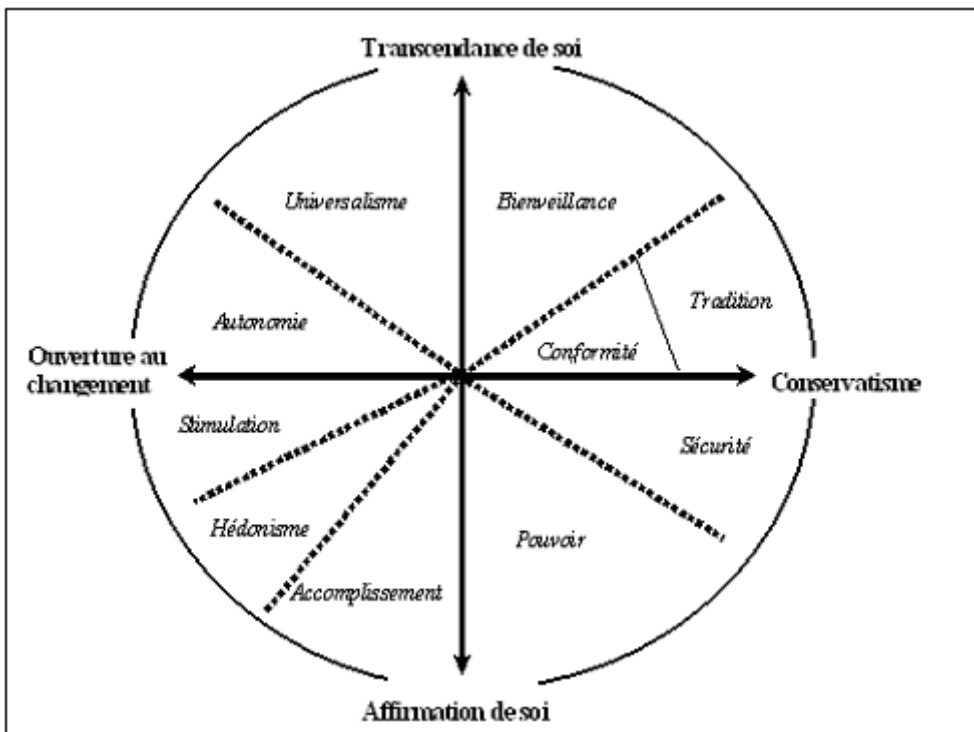 Transcendance de soi
Universalisme
Bienveillance
Tradition
Autonomie
Conformité
Ouverture au
changement
Conservatisme
Stimulation
Sécurité
Hédonisme
Pouvoir
Accomplissement
Affirmation de soi